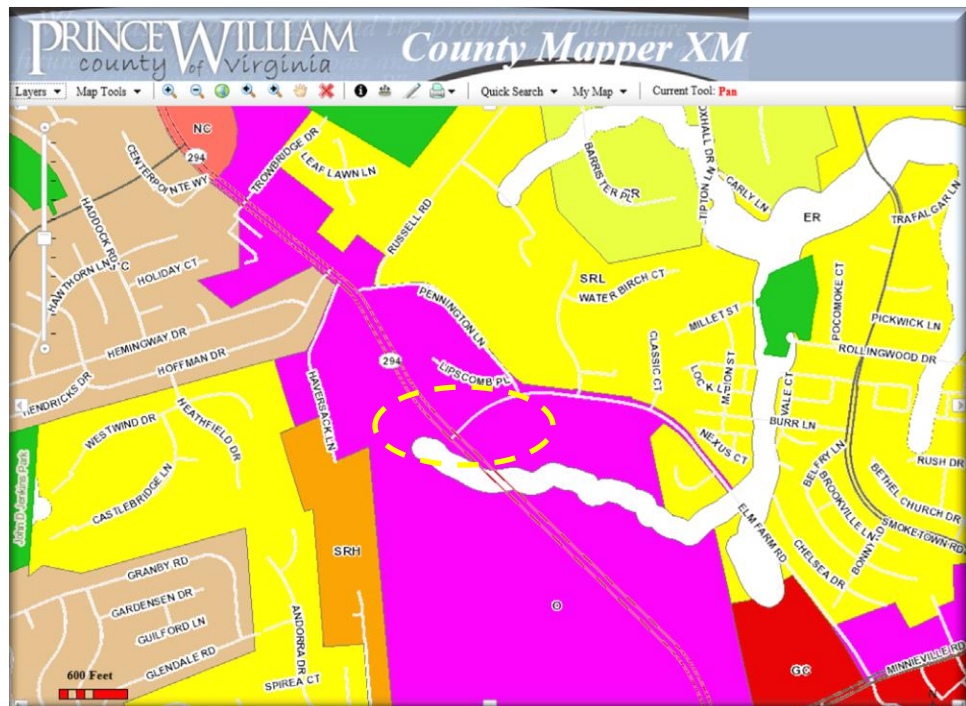 PRINCE WILLIAM
county of Virginia
County Mapper XM
Layers Map Tools Quick Search My Map Current Tool: Pan
NC
294
CENTERPOINTE WY
TROWBRIDGE DR
LEAF LAWN LN
HADDOCK RD
HAWTHORN LN
HOLIDAY CT
RUSSELL RD
BARRISTER PL
TIPTON LN
CARLY LN
ER
TRAFALGAR LN
SRL
WATER BIRCH CT
POCOMOKE CT
PENNINGTON LN
MILLET ST
PICKWICK LN
HEMINGWAY DR
HOFFMAN DR
HENDRICKS DR
294
LIPSCOMB PL
CLASSIC CT
ROLLINGWOOD DR
VALE CT
HAVERSACK LN
WESTWIND DR
HEATHFIELD DR
BURR LN
NEXUS CT
RUSH DR
BELFRY LN
BROOKVILLE LN
BETHEL CHURCH DR
CASTLEBRIDGE LN
John D Jenkins Park
ELM FARM RD
SMOKETOWN RD
CHELSEA DR
SRH
GRANBY RD
GARDENSEN DR
GUILFORD LN
GLENDALE RD
ANDORRA DR
SPIREA CT
O
GC
MINNIEVILLE RD
600 Feet